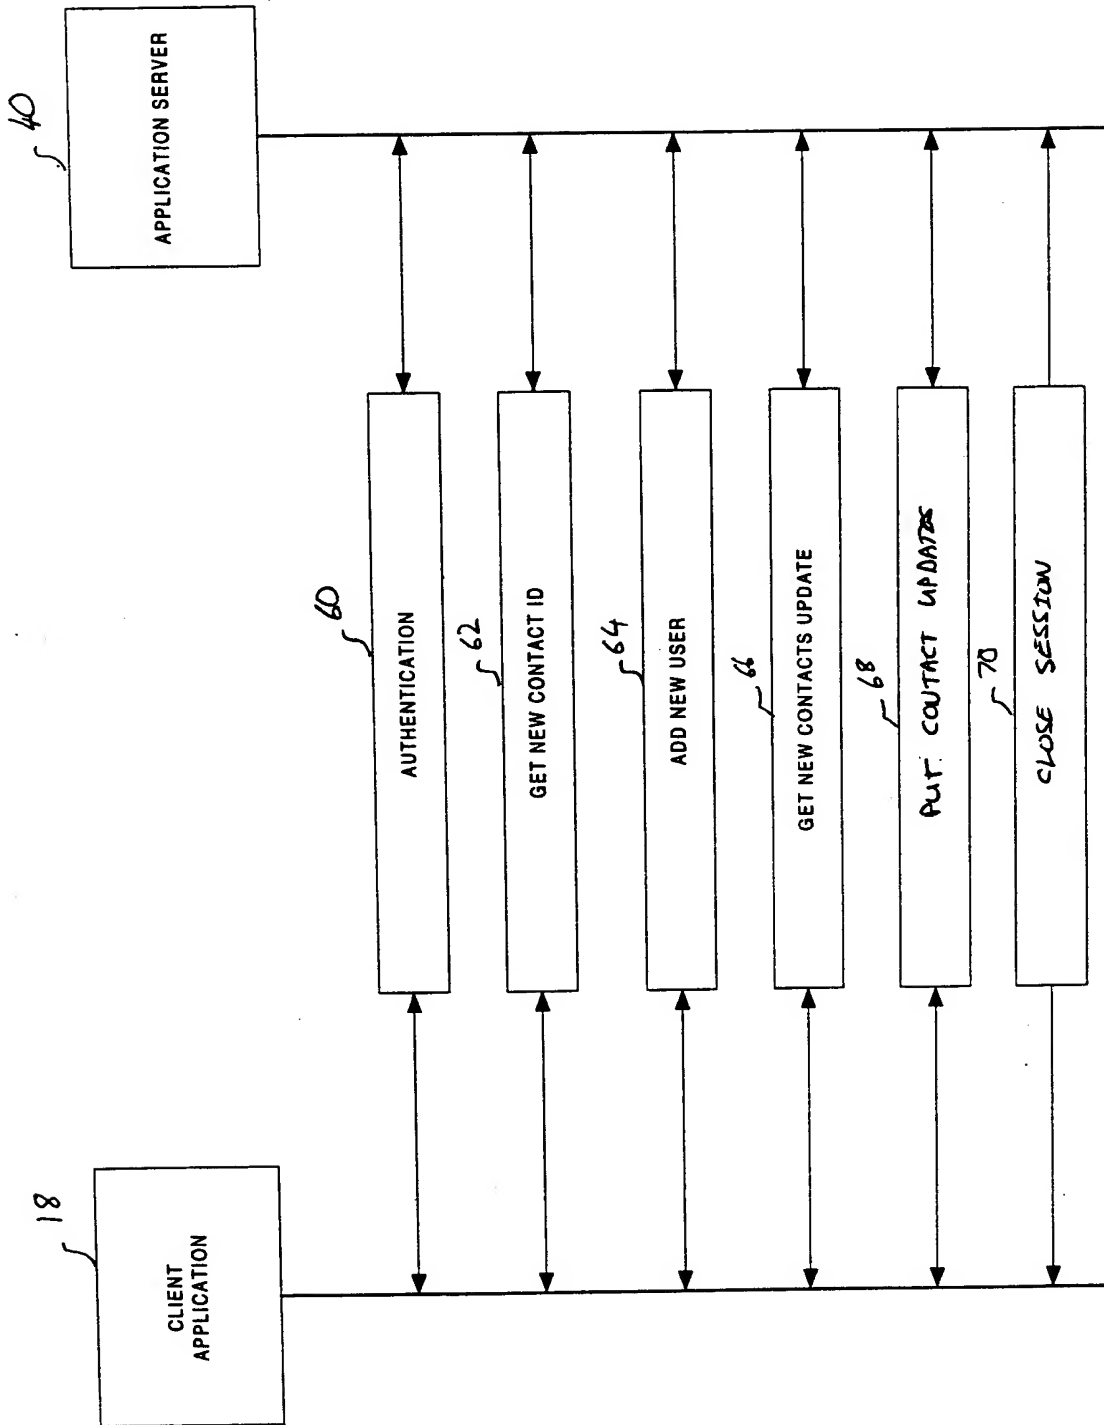 18
CLIENT
APPLICATION
40
APPLICATION SERVER
60
AUTHENTICATION
62
GET NEW CONTACT ID
64
ADD NEW USER
66
GET NEW CONTACTS UPDATE
68
PUT CONTACT UPDATES
70
CLOSE SESSION